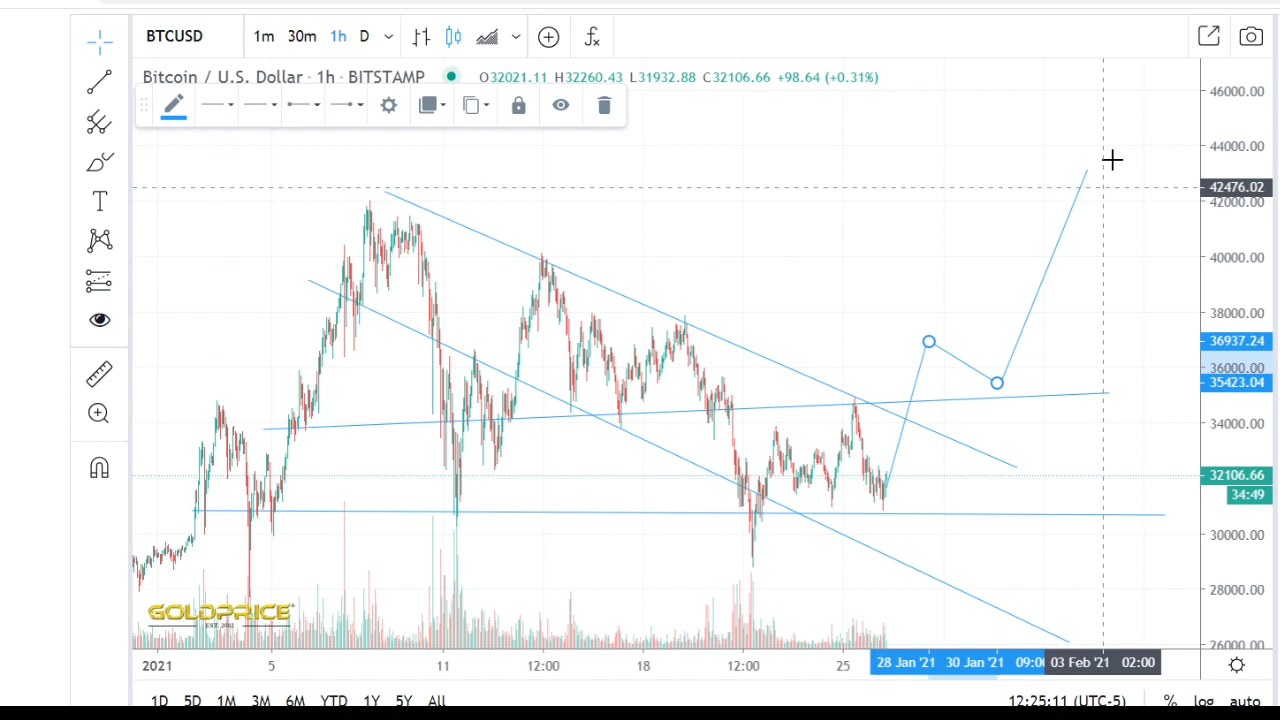 BTCUSD 1m 30m 1h D
Bitcoin / U.S. Dollar · 1h · BITSTAMP O32021.11 H32260.43 L31932.88 C32106.66 +98.64 (+0.31%)
46000.00
44000.00
42476.02
42000.00
40000.00
38000.00
36937.24
36000.00
35423.04
34000.00
32106.66
34:49
30000.00
28000.00
26000.00
GOLDPRICE
EST. 2002
2021 5 11 12:00 18 12:00 25 28 Jan '21 30 Jan '21 09:00 03 Feb '21 02:00
1D 5D 1M 3M 6M YTD 1Y 5Y All 12:25:11 (UTC-5) % log auto